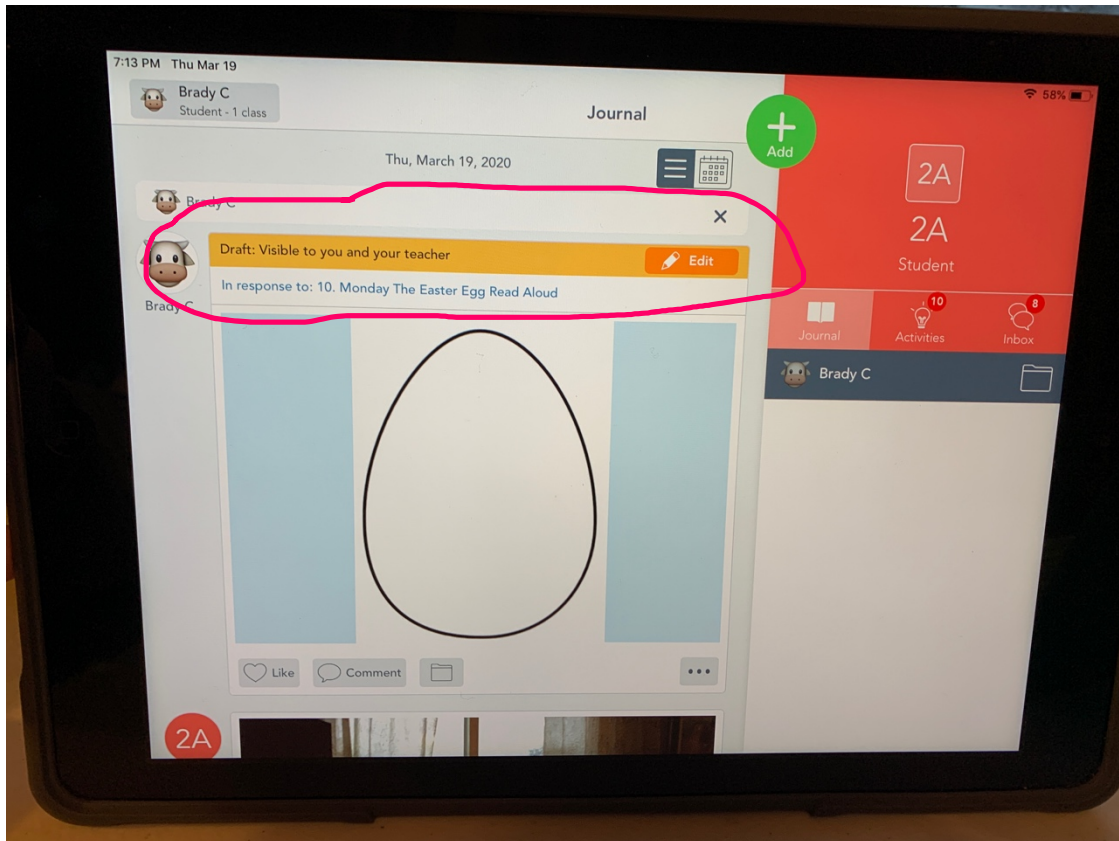 7:13 PM Thu Mar 19
58%
Brady C
Student - 1 class
Journal
Add
Thu, March 19, 2020
Brady C
Draft: Visible to you and your teacher
Edit
In response to: 10. Monday The Easter Egg Read Aloud
Brady C
Like
Comment
2A
2A
2A
Student
Journal
10
Activities
8
Inbox
Brady C